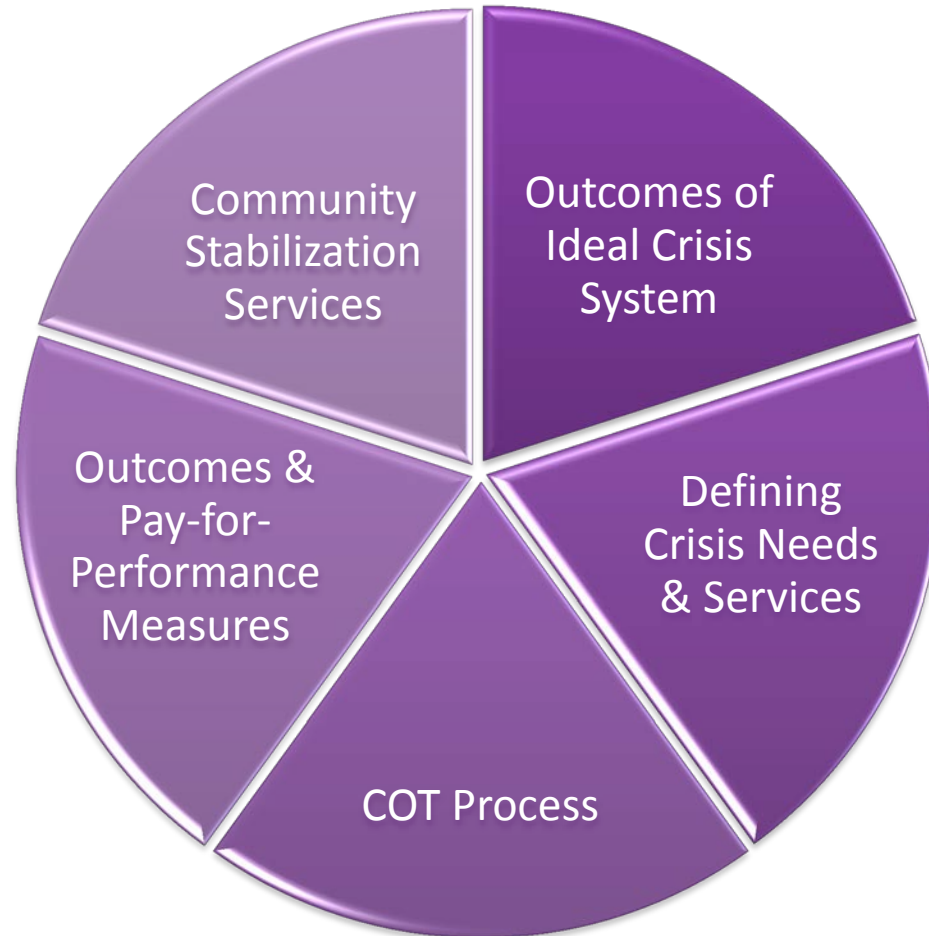 Community
Stabilization
Services
Outcomes of
Ideal Crisis
System
Outcomes &
Pay-for-
Performance
Measures
Defining
Crisis Needs
& Services
COT Process